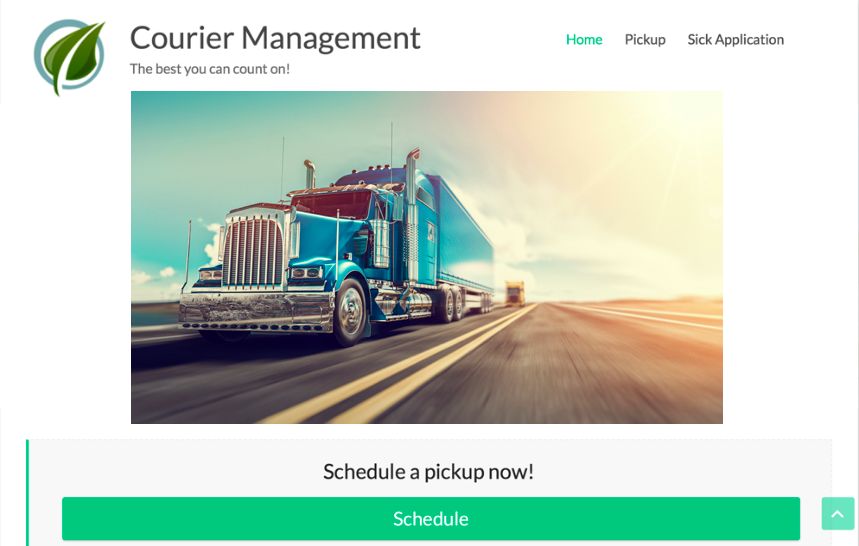 Courier Management
The best you can count on!
Home
Pickup
Sick Application
Schedule a pickup now!
Schedule